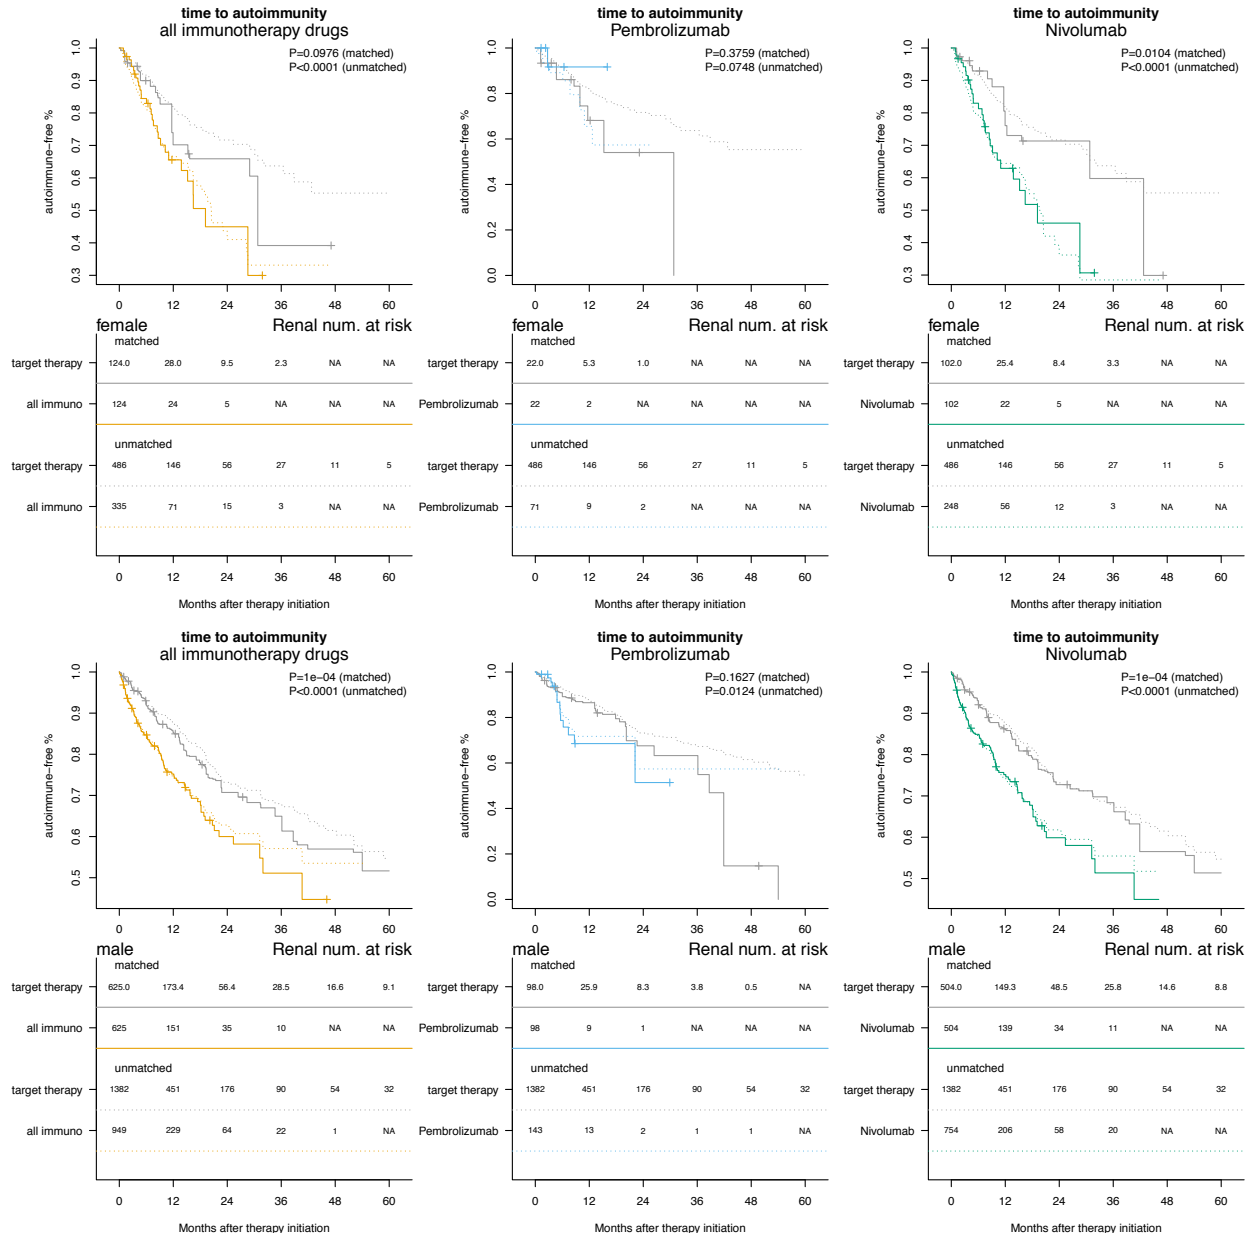 time to autoimmunity
all immunotherapy drugs
P=0.0976 (matched)
P<0.0001 (unmatched)
autoimmune−free %
1.0
0.9
0.8
0.7
0.6
0.5
0.4
0.3
0 12 24 36 48 60
female Renal num. at risk
matched
target therapy 124.0 28.0 9.5 2.3 NA NA
all immuno 124 24 5 NA NA NA
unmatched
target therapy 486 146 56 27 11 5
all immuno 335 71 15 3 NA NA
0 12 24 36 48 60
Months after therapy initiation
time to autoimmunity
Pembrolizumab
P=0.3759 (matched)
P=0.0748 (unmatched)
autoimmune−free %
1.0
0.8
0.6
0.4
0.2
0.0
0 12 24 36 48 60
female Renal num. at risk
matched
target therapy 22.0 5.3 1.0 NA NA NA
Pembrolizumab 22 2 NA NA NA NA
unmatched
target therapy 486 146 56 27 11 5
Pembrolizumab 71 9 2 NA NA NA
0 12 24 36 48 60
Months after therapy initiation
time to autoimmunity
Nivolumab
P=0.0104 (matched)
P<0.0001 (unmatched)
autoimmune−free %
1.0
0.9
0.8
0.7
0.6
0.5
0.4
0.3
0 12 24 36 48 60
female Renal num. at risk
matched
target therapy 102.0 25.4 8.4 3.3 NA NA
Nivolumab 102 22 5 NA NA NA
unmatched
target therapy 486 146 56 27 11 5
Nivolumab 248 56 12 3 NA NA
0 12 24 36 48 60
Months after therapy initiation
time to autoimmunity
all immunotherapy drugs
P=1e−04 (matched)
P<0.0001 (unmatched)
autoimmune−free %
1.0
0.9
0.8
0.7
0.6
0.5
0 12 24 36 48 60
male Renal num. at risk
matched
target therapy 625.0 173.4 56.4 28.5 16.6 9.1
all immuno 625 151 35 10 NA NA
unmatched
target therapy 1382 451 176 90 54 32
all immuno 949 229 64 22 1 NA
0 12 24 36 48 60
Months after therapy initiation
time to autoimmunity
Pembrolizumab
P=0.1627 (matched)
P=0.0124 (unmatched)
autoimmune−free %
1.0
0.8
0.6
0.4
0.2
0.0
0 12 24 36 48 60
male Renal num. at risk
matched
target therapy 98.0 25.9 8.3 3.8 0.5 NA
Pembrolizumab 98 9 1 NA NA NA
unmatched
target therapy 1382 451 176 90 54 32
Pembrolizumab 143 13 2 1 1 NA
0 12 24 36 48 60
Months after therapy initiation
time to autoimmunity
Nivolumab
P=1e−04 (matched)
P<0.0001 (unmatched)
autoimmune−free %
1.0
0.9
0.8
0.7
0.6
0.5
0 12 24 36 48 60
male Renal num. at risk
matched
target therapy 504.0 149.3 48.5 25.8 14.6 8.8
Nivolumab 504 139 34 11 NA NA
unmatched
target therapy 1382 451 176 90 54 32
Nivolumab 754 206 58 20 NA NA
0 12 24 36 48 60
Months after therapy initiation